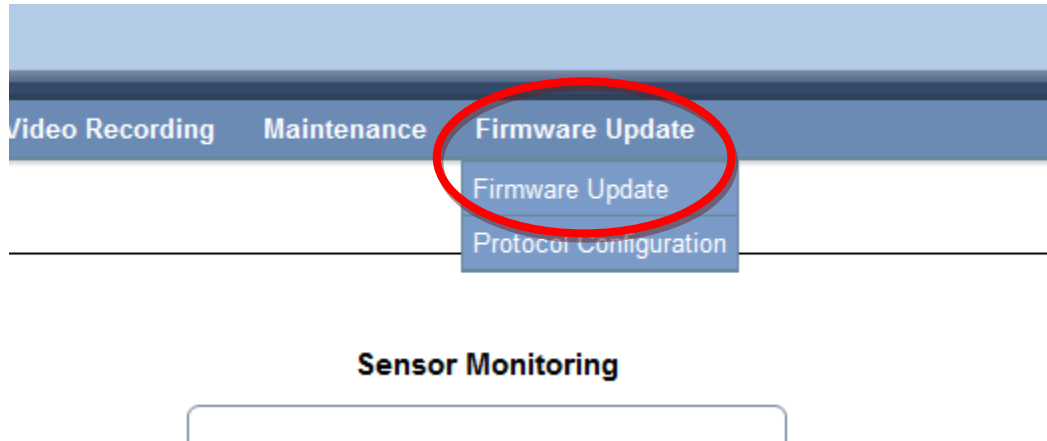 Video Recording Maintenance Firmware Update
Firmware Update
Protocol Configuration
Sensor Monitoring